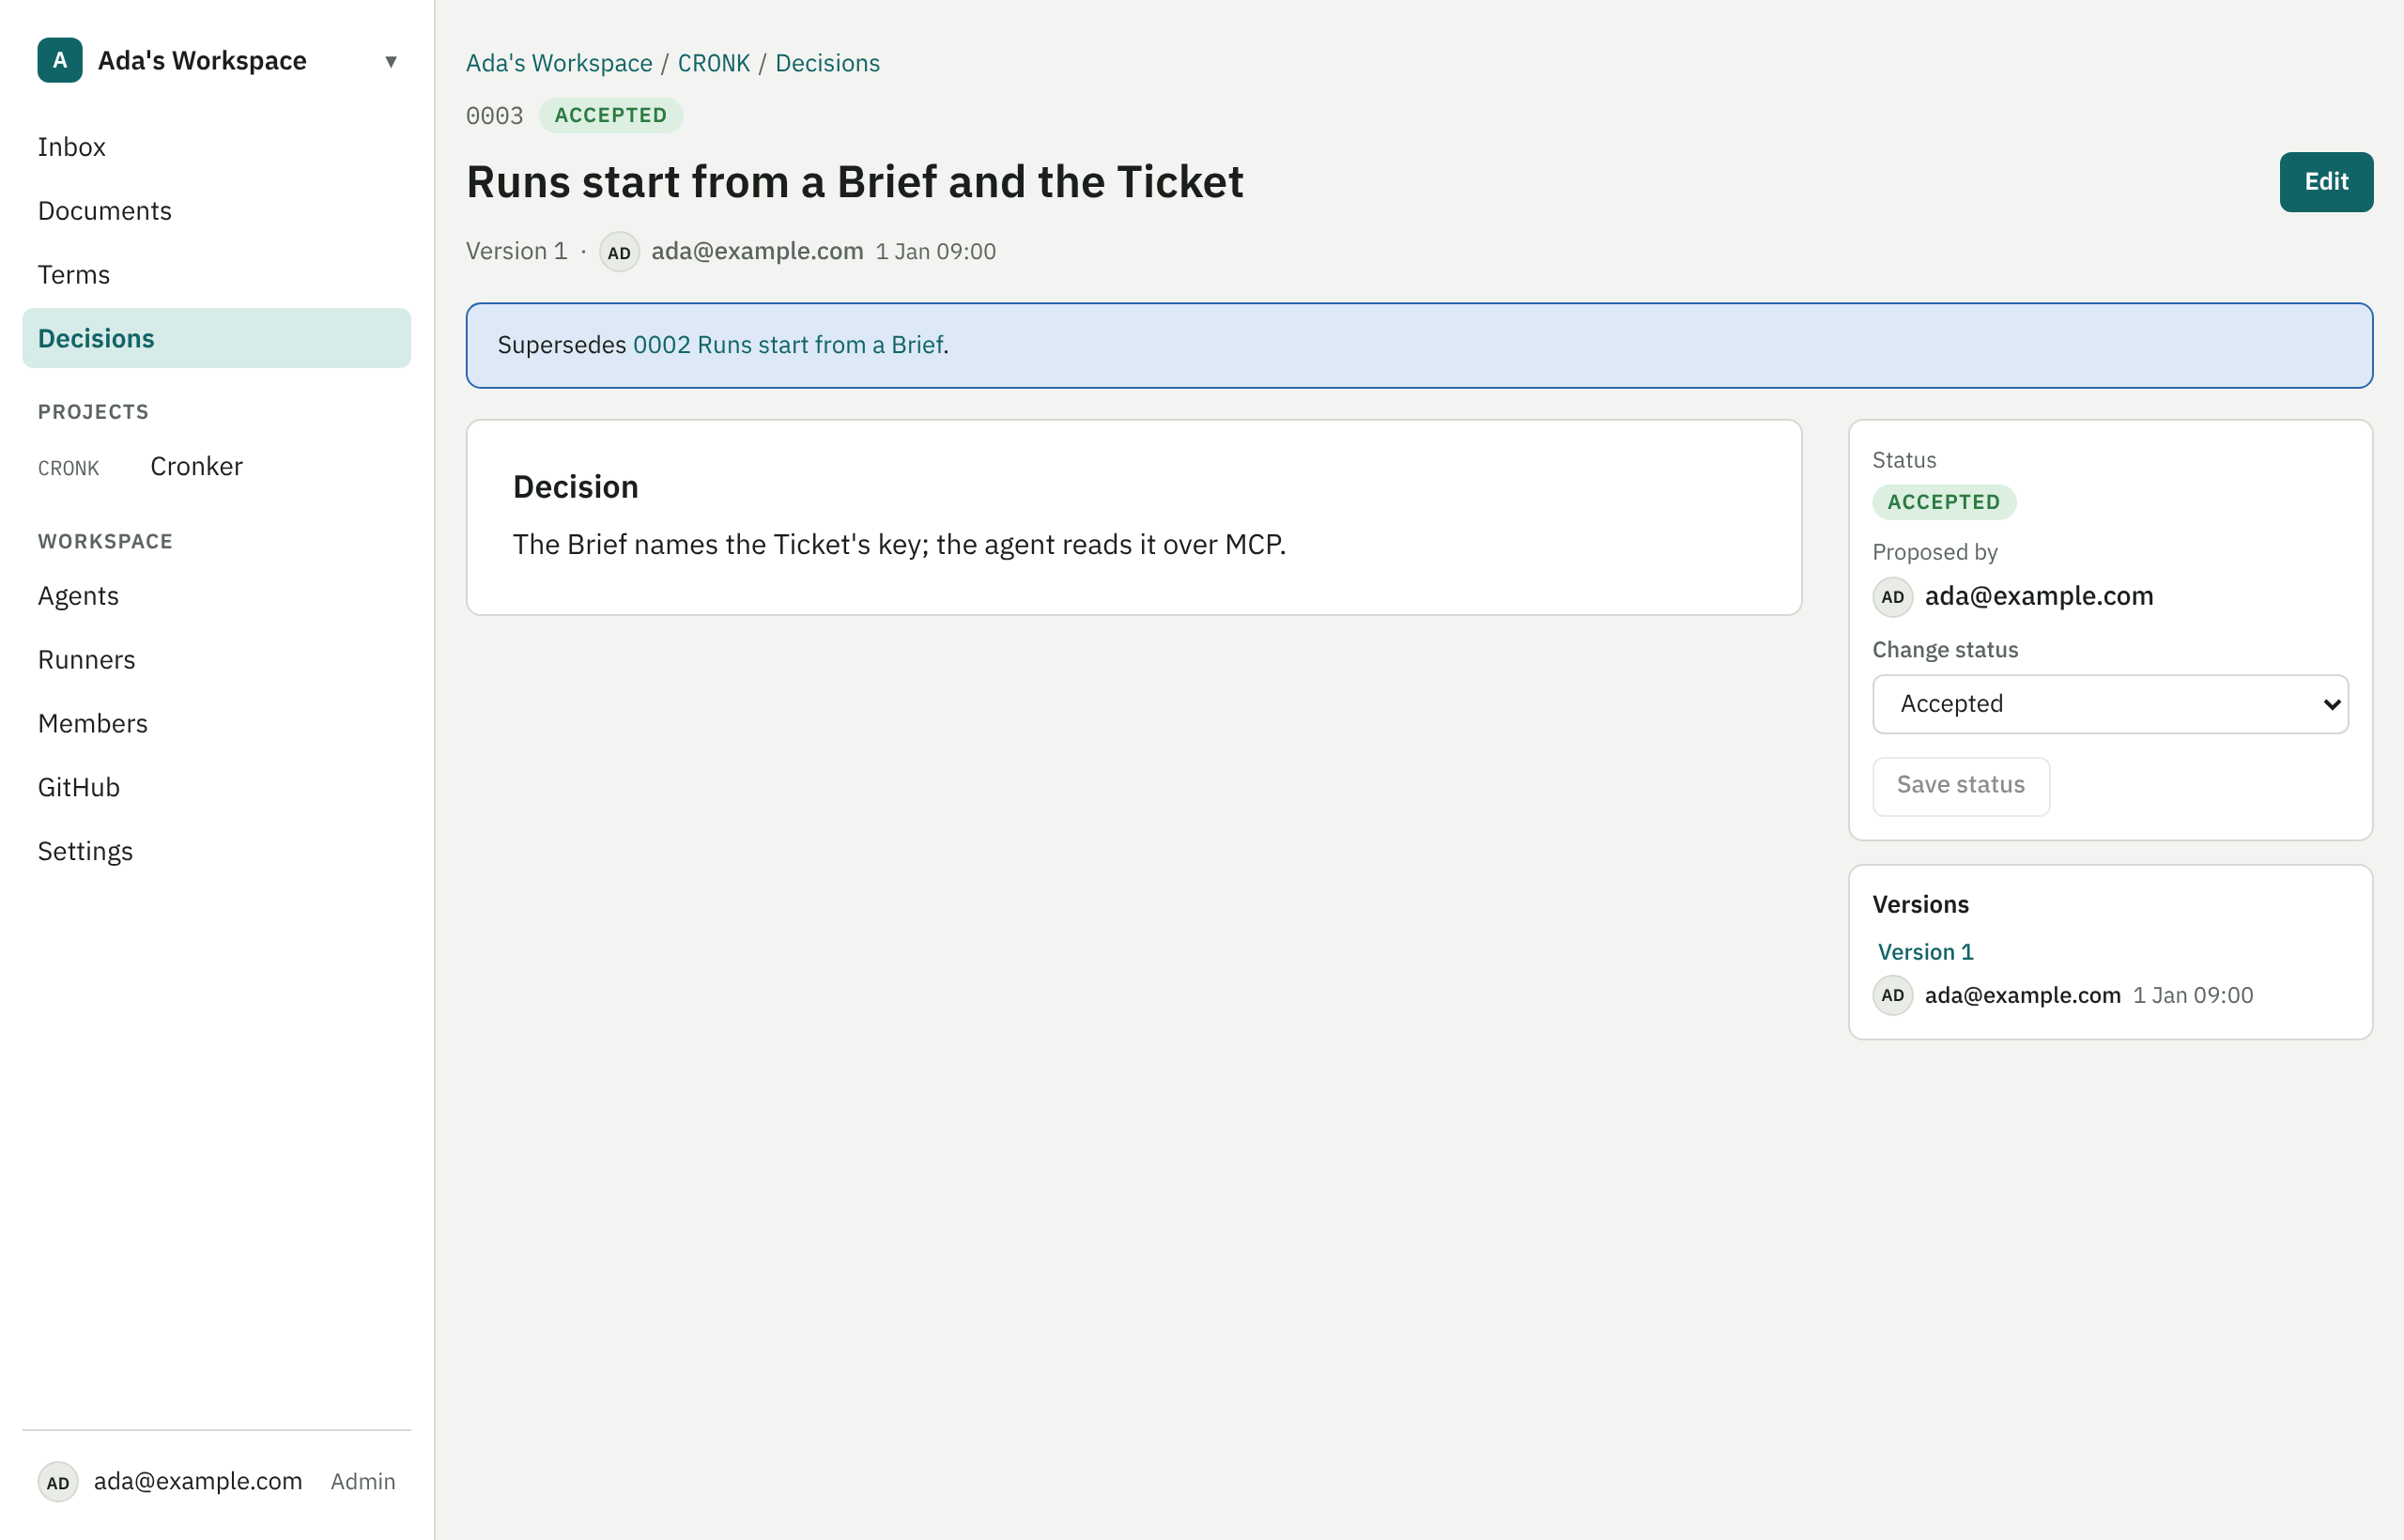 A Ada's Workspace ▼
Inbox
Documents
Terms
Decisions
PROJECTS
CRONK Cronker
WORKSPACE
Agents
Runners
Members
GitHub
Settings
AD ada@example.com Admin
Ada's Workspace / CRONK / Decisions
0003 ACCEPTED
Runs start from a Brief and the Ticket
Edit
Version 1 · AD ada@example.com 1 Jan 09:00
Supersedes 0002 Runs start from a Brief.
Decision
The Brief names the Ticket's key; the agent reads it over MCP.
Status
ACCEPTED
Proposed by
AD ada@example.com
Change status
Accepted
Save status
Versions
Version 1
AD ada@example.com 1 Jan 09:00